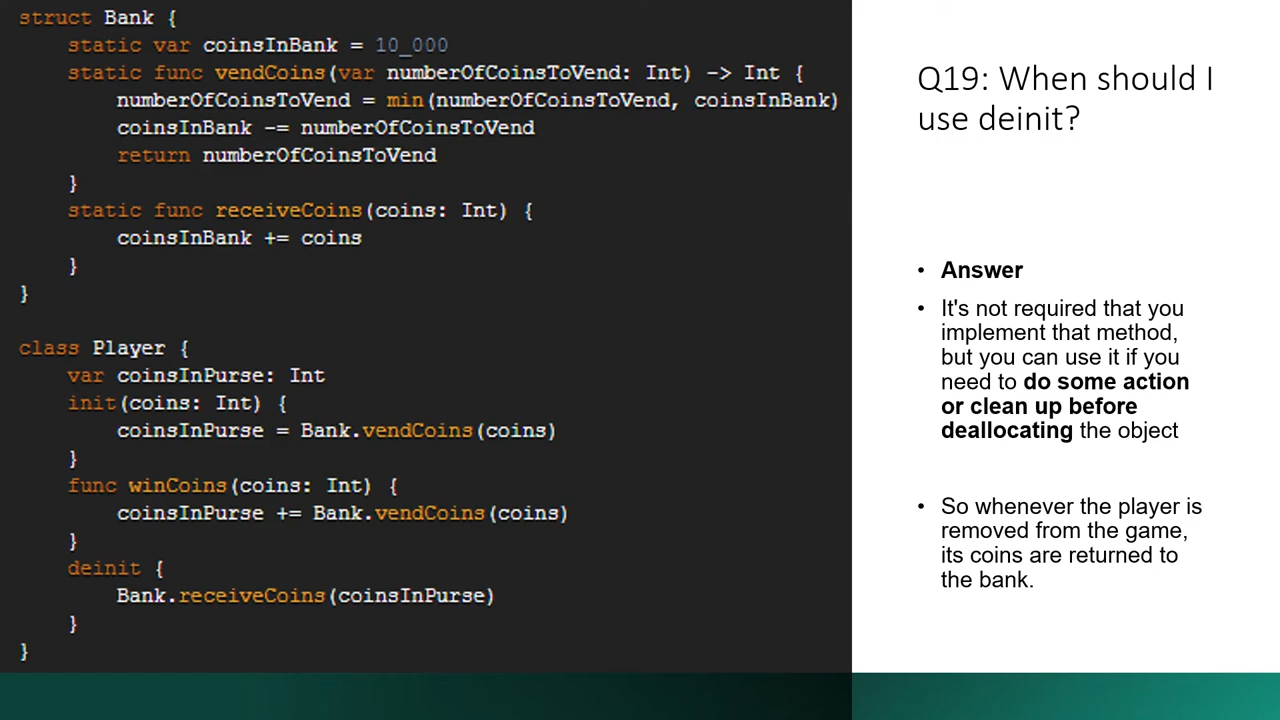 struct Bank {
    static var coinsInBank = 10_000
    static func vendCoins(var numberOfCoinsToVend: Int) -> Int {
        numberOfCoinsToVend = min(numberOfCoinsToVend, coinsInBank)
        coinsInBank -= numberOfCoinsToVend
        return numberOfCoinsToVend
    }
    static func receiveCoins(coins: Int) {
        coinsInBank += coins
    }
}

class Player {
    var coinsInPurse: Int
    init(coins: Int) {
        coinsInPurse = Bank.vendCoins(coins)
    }
    func winCoins(coins: Int) {
        coinsInPurse += Bank.vendCoins(coins)
    }
    deinit {
        Bank.receiveCoins(coinsInPurse)
    }
}
Q19: When should I
use deinit?
• Answer
• It's not required that you
implement that method,
but you can use it if you
need to do some action
or clean up before
deallocating the object
• So whenever the player is
removed from the game,
its coins are returned to
the bank.